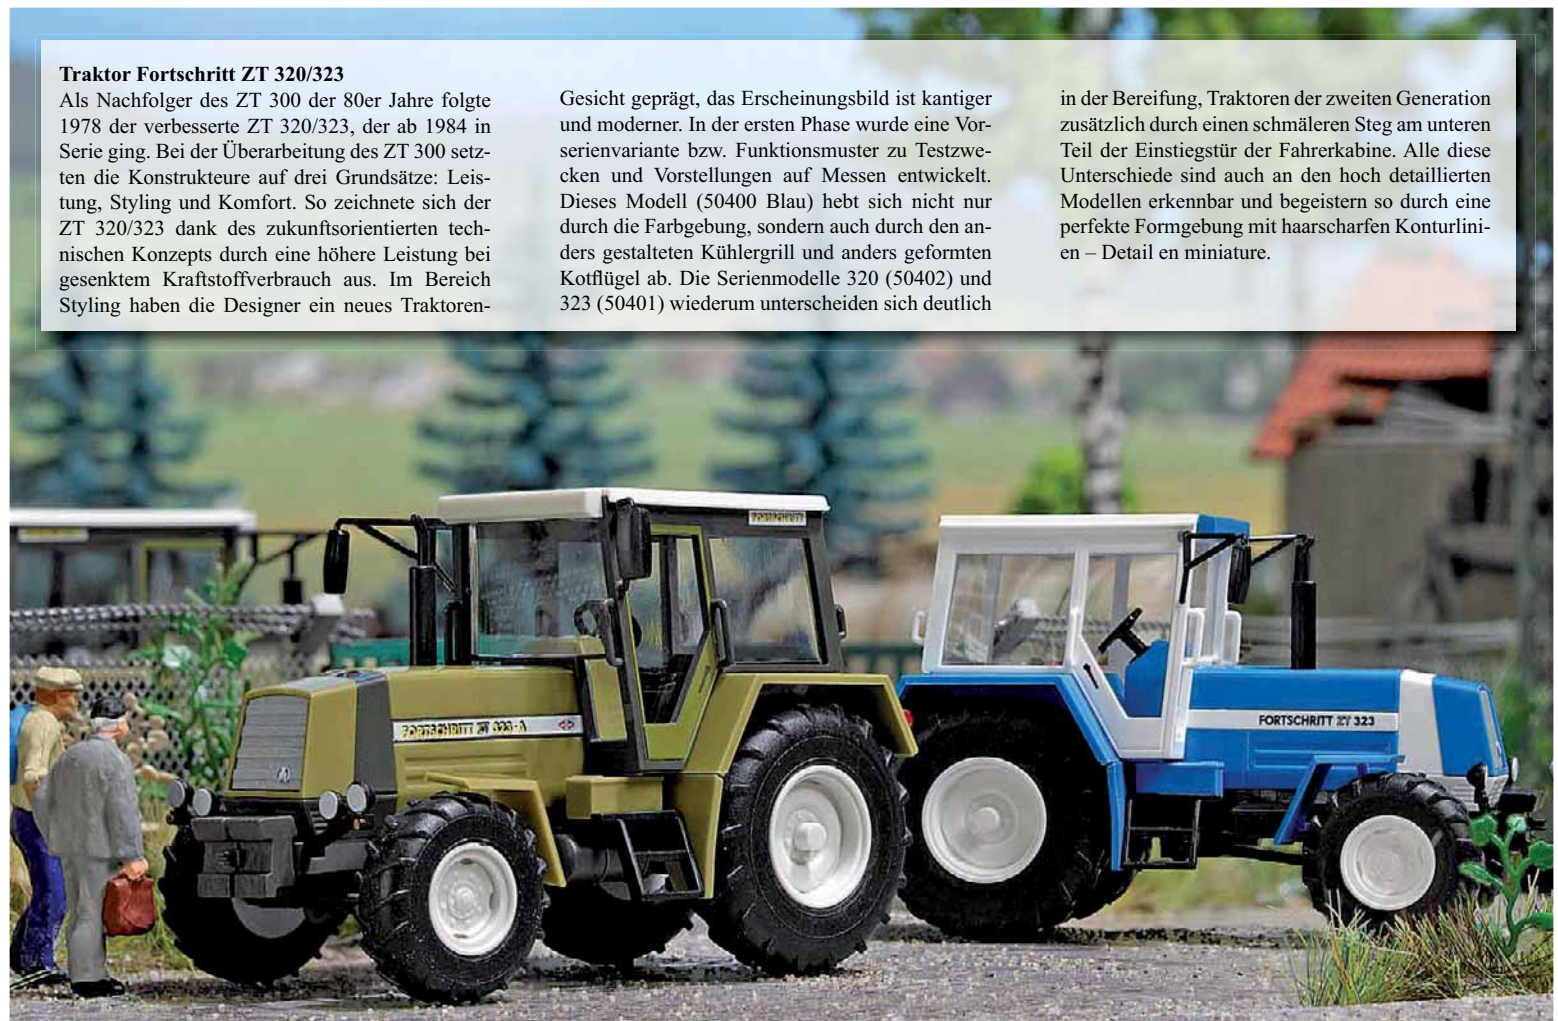 Traktor Fortschritt ZT 320/323
Als Nachfolger des ZT 300 der 80er Jahre folgte
1978 der verbesserte ZT 320/323, der ab 1984 in
Serie ging. Bei der Überarbeitung des ZT 300 setz-
ten die Konstrukteure auf drei Grundsätze: Leis-
tung, Styling und Komfort. So zeichnete sich der
ZT 320/323 dank des zukunftsorientierten tech-
nischen Konzepts durch eine höhere Leistung bei
gesenktem Kraftstoffverbrauch aus. Im Bereich
Styling haben die Designer ein neues Traktoren-
Gesicht geprägt, das Erscheinungsbild ist kantiger
und moderner. In der ersten Phase wurde eine Vor-
serienvariante bzw. Funktionsmuster zu Testzwe-
cken und Vorstellungen auf Messen entwickelt.
Dieses Modell (50400 Blau) hebt sich nicht nur
durch die Farbgebung, sondern auch durch den an-
ders gestalteten Kühlergrill und anders geformten
Kotflügel ab. Die Serienmodelle 320 (50402) und
323 (50401) wiederum unterscheiden sich deutlich
in der Bereifung, Traktoren der zweiten Generation
zusätzlich durch einen schmäleren Steg am unteren
Teil der Einstiegstür der Fahrerkabine. Alle diese
Unterschiede sind auch an den hoch detaillierten
Modellen erkennbar und begeistern so durch eine
perfekte Formgebung mit haarscharfen Konturlini-
en – Detail en miniature.
FORTSCHRITT
FORTSCHRITT ZT 323-A
FORTSCHRITT ZT 323